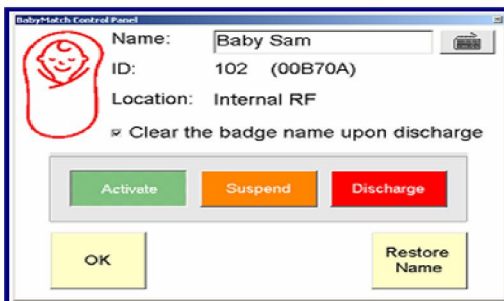 BabyMatch Control Panel
Name: Baby Sam
ID: 102 (00B70A)
Location: Internal RF
Clear the badge name upon discharge
Activate Suspend Discharge
OK Restore
Name